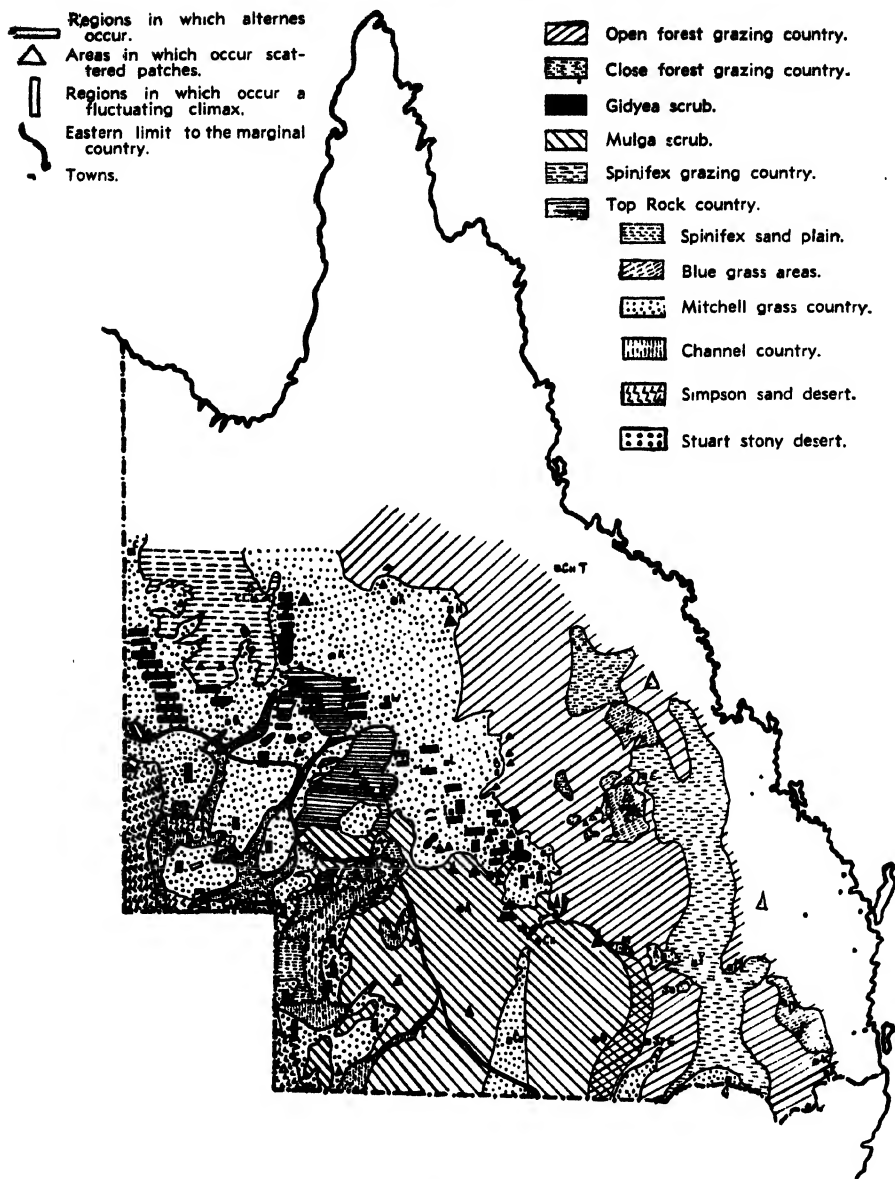 Regions in which alternes
occur.
Areas in which occur scat-
tered patches.
Regions in which occur a
fluctuating climax.
Eastern limit to the marginal
country.
Towns.
Open forest grazing country.
Close forest grazing country.
Gidyea scrub.
Mulga scrub.
Spinifex grazing country.
Top Rock country.
Spinifex sand plain.
Blue grass areas.
Mitchell grass country.
Channel country.
Simpson sand desert.
Stuart stony desert.
CH T